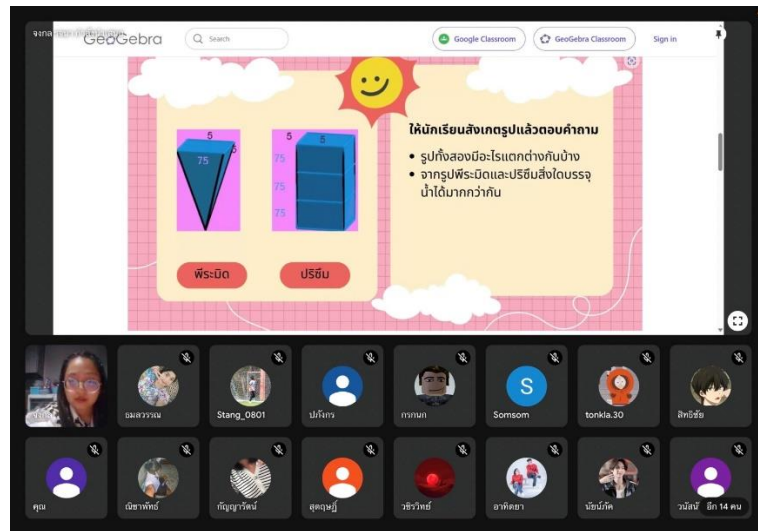 GeoGebra
Search
Google Classroom
GeoGebra Classroom
Sign in
ให้นักเรียนสังเกตรูปแล้วตอบคำถาม
• รูปทั้งสองมีอะไรแตกต่างกันบ้าง
• จากรูปพีระมิดและปริซึมสิ่งใดบรรจุ
น้ำได้มากกว่ากัน
5
5
75
5
5
75
75
75
พีระมิด
ปริซึม
ธมลวรรณ
Stang_0801
ปภังกร
กรกนก
S
Somsom
tonkla.30
สิทธิชัย
คุณ
ณิชาพัทธ์
กัญญารัตน์
สุตฤษฎิ์
วชิรวิทย์
อาทิตยา
นัยน์ภัค
วนัสนั
อีก 14 คน